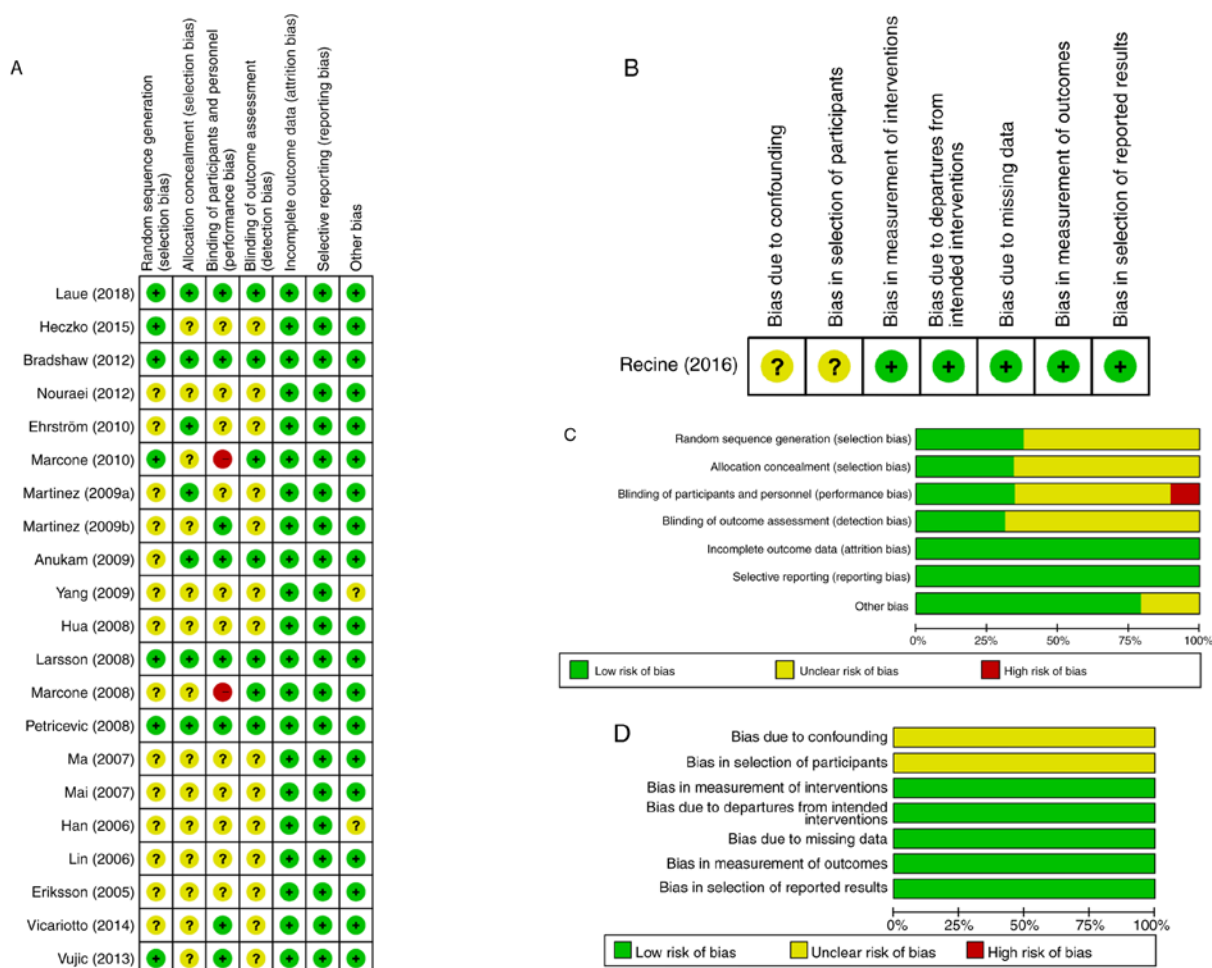 A
Random sequence generation
(selection bias)
Allocation concealment (selection bias)
Binding of participants and personnel
(performance bias)
Blinding of outcome assessment
(detection bias)
Incomplete outcome data (attrition bias)
Selective reporting (reporting bias)
Other bias
Laue (2018) + + + + + + +
Heczko (2015) + ? ? ? + + +
Bradshaw (2012) + + + + + + +
Nouraei (2012) ? ? ? ? + + +
Ehrström (2010) ? + ? ? + + +
Marcone (2010) + ? - + + + +
Martinez (2009a) ? + ? ? + + +
Martinez (2009b) ? ? + ? + + +
Anukam (2009) ? + + + + + +
Yang (2009) ? ? ? ? + + ?
Hua (2008) ? ? ? ? + + +
Larsson (2008) + + + + + + +
Marcone (2008) ? ? - + + + +
Petricevic (2008) + + + + + + +
Ma (2007) ? ? ? ? + + +
Mai (2007) ? ? ? ? + + +
Han (2006) ? ? ? ? + + ?
Lin (2006) ? ? ? ? + + +
Eriksson (2005) ? ? ? ? + + +
Vicariotto (2014) ? ? + ? + + +
Vujic (2013) + ? + ? + + +
B
Bias due to confounding
Bias in selection of participants
Bias in measurement of interventions
Bias due to departures from
intended interventions
Bias due to missing data
Bias in measurement of outcomes
Bias in selection of reported results
Recine (2016) ? ? + + + + +
C
Random sequence generation (selection bias)
Allocation concealment (selection bias)
Blinding of participants and personnel (performance bias)
Blinding of outcome assessment (detection bias)
Incomplete outcome data (attrition bias)
Selective reporting (reporting bias)
Other bias
0% 25% 50% 75% 100%
Low risk of bias Unclear risk of bias High risk of bias
D
Bias due to confounding
Bias in selection of participants
Bias in measurement of interventions
Bias due to departures from intended
interventions
Bias due to missing data
Bias in measurement of outcomes
Bias in selection of reported results
0% 25% 50% 75% 100%
Low risk of bias Unclear risk of bias High risk of bias